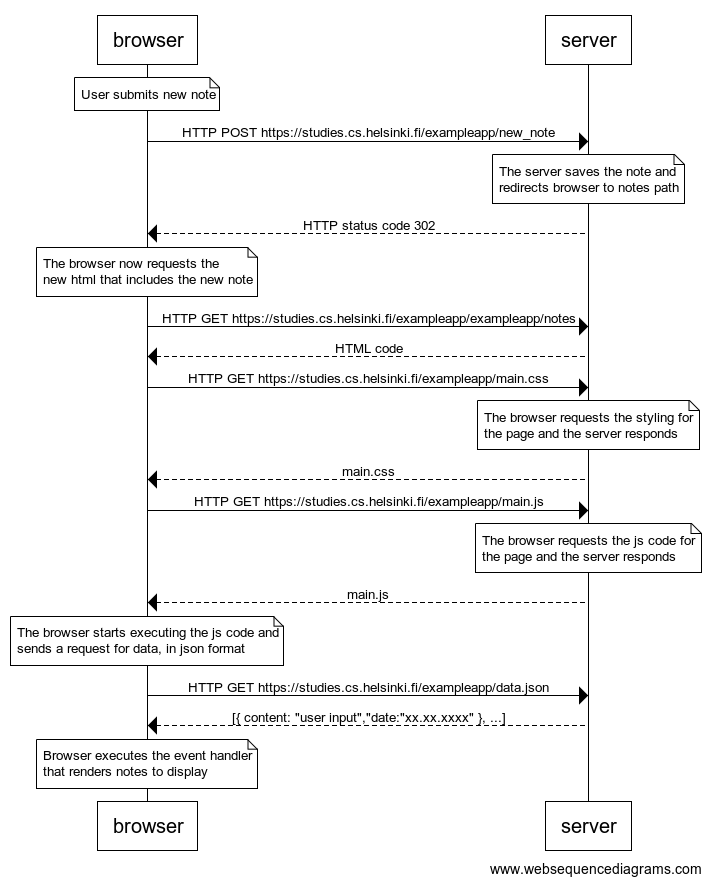 browser
server
User submits new note
HTTP POST https://studies.cs.helsinki.fi/exampleapp/new_note
The server saves the note and
redirects browser to notes path
HTTP status code 302
The browser now requests the
new html that includes the new note
HTTP GET https://studies.cs.helsinki.fi/exampleapp/exampleapp/notes
HTML code
HTTP GET https://studies.cs.helsinki.fi/exampleapp/main.css
The browser requests the styling for
the page and the server responds
main.css
HTTP GET https://studies.cs.helsinki.fi/exampleapp/main.js
The browser requests the js code for
the page and the server responds
main.js
The browser starts executing the js code and
sends a request for data, in json format
HTTP GET https://studies.cs.helsinki.fi/exampleapp/data.json
[{ content: "user input","date:"xx.xx.xxxx" }, ...]
Browser executes the event handler
that renders notes to display
browser
server
www.websequencediagrams.com